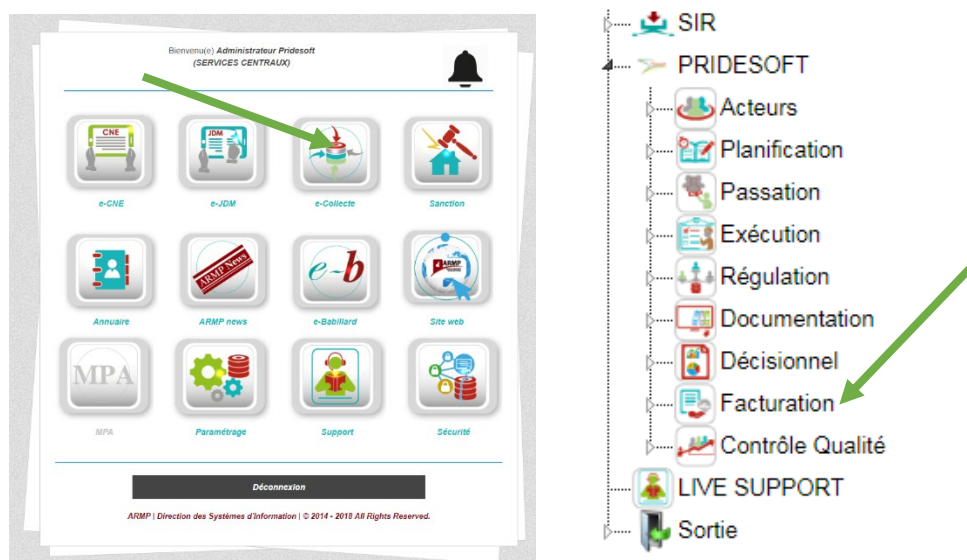 Bienvenu(e) Administrateur Pridesoft
(SERVICES CENTRAUX)
CNE
JDM
e-CNE
e-JDM
e-Collecte
Sanction
ARMP News
e-b
ARMP
Annuaire
ARMP news
e-Babillard
Site web
MPA
MPA
Paramétrage
Support
Sécurité
Déconnexion
ARMP | Direction des Systèmes d'Information | © 2014 - 2018 All Rights Reserved.
SIR
PRIDESOFT
Acteurs
Planification
Passation
Exécution
Régulation
Documentation
Décisionnel
Facturation
Contrôle Qualité
LIVE SUPPORT
Sortie